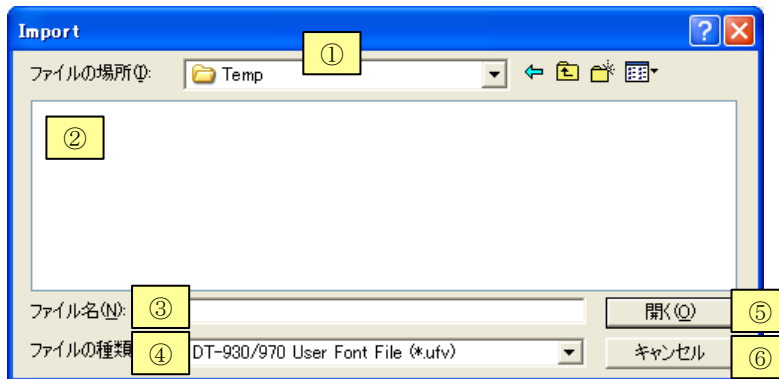 Import
ファイルの場所(I):
Temp
①
②
ファイル名(N):
③
開く(O)
⑤
ファイルの種類
④
DT-930/970 User Font File (*.ufv)
キャンセル
⑥